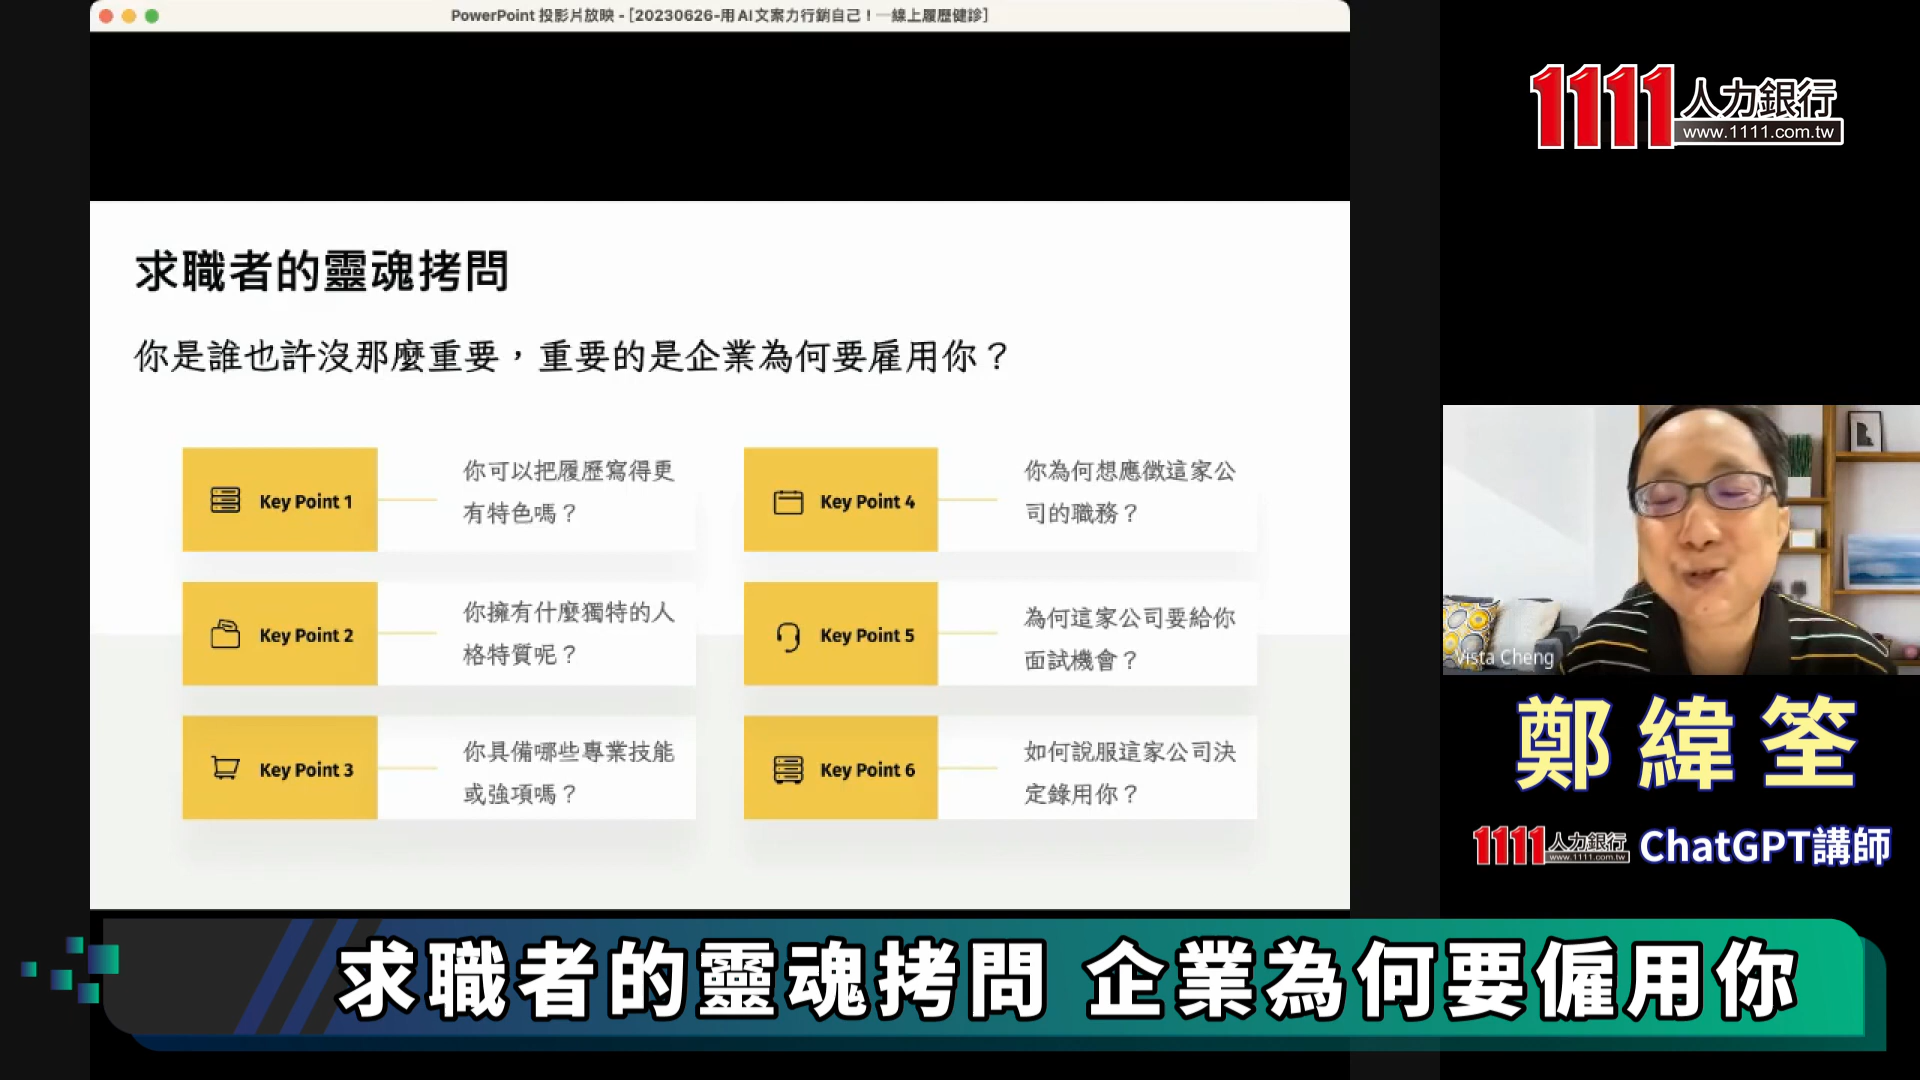 PowerPoint 投影片放映 - [20230626-用AI文案力行銷自己！─線上履歷健診]
1111人力銀行
www.1111.com.tw
求職者的靈魂拷問
你是誰也許沒那麼重要，重要的是企業為何要雇用你？
Key Point 1
你可以把履歷寫得更
有特色嗎？
Key Point 2
你擁有什麼獨特的人
格特質呢？
Key Point 3
你具備哪些專業技能
或強項嗎？
Key Point 4
你為何想應徵這家公
司的職務？
Key Point 5
為何這家公司要給你
面試機會？
Key Point 6
如何說服這家公司決
定錄用你？
Vista Cheng
鄭緯筌
1111人力銀行 ChatGPT講師
www.1111.com.tw
求職者的靈魂拷問 企業為何要僱用你